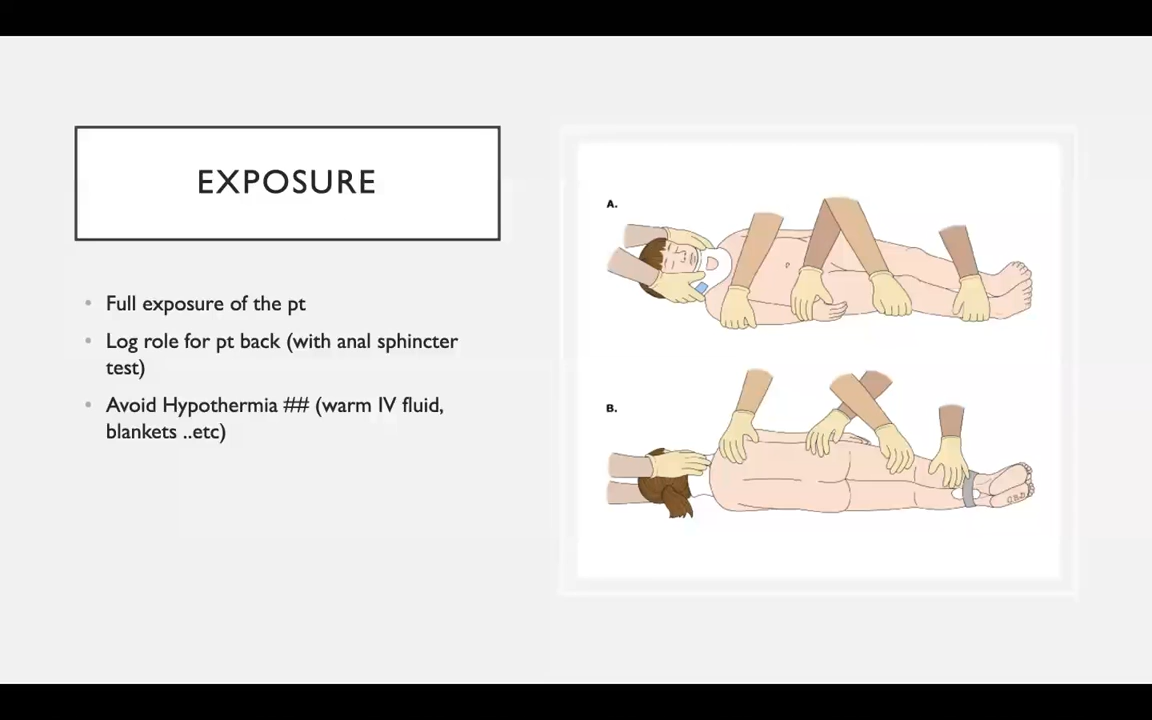 EXPOSURE
Full exposure of the pt
Log role for pt back (with anal sphincter
test)
Avoid Hypothermia ## (warm IV fluid,
blankets ..etc)
A.
B.